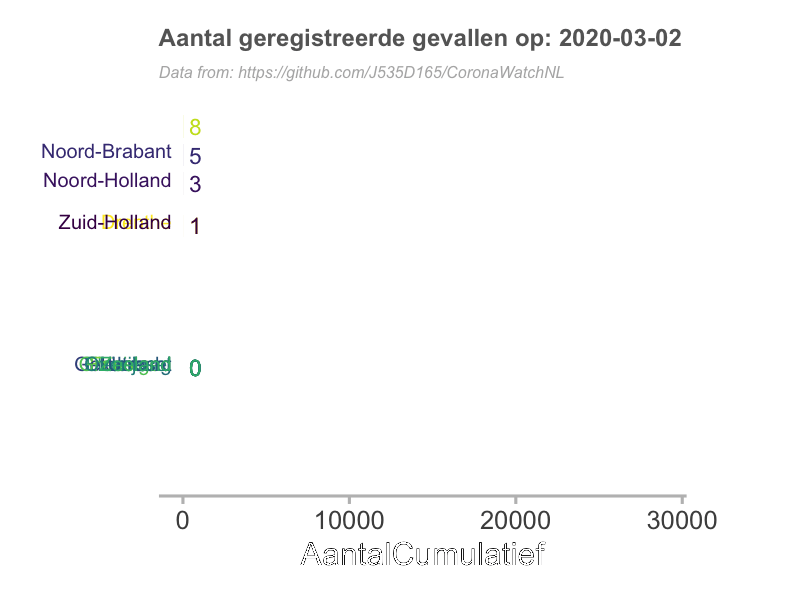 Aantal geregistreerde gevallen op: 2020-03-02
Data from: https://github.com/J535D165/CoronaWatchNL
8
Noord-Brabant 5
Noord-Holland 3
Zuid-Holland 1
0
0 10000 20000 30000
AantalCumulatief